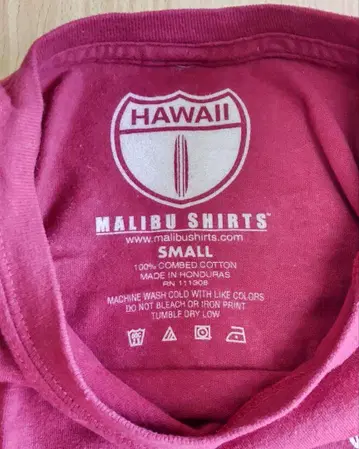 HAWAII
MALIBU SHIRTS™
www.malibushirts.com
SMALL
100% COMBED COTTON
MADE IN HONDURAS
RN 111908
MACHINE WASH COLD WITH LIKE COLORS
DO NOT BLEACH OR IRON PRINT
TUMBLE DRY LOW